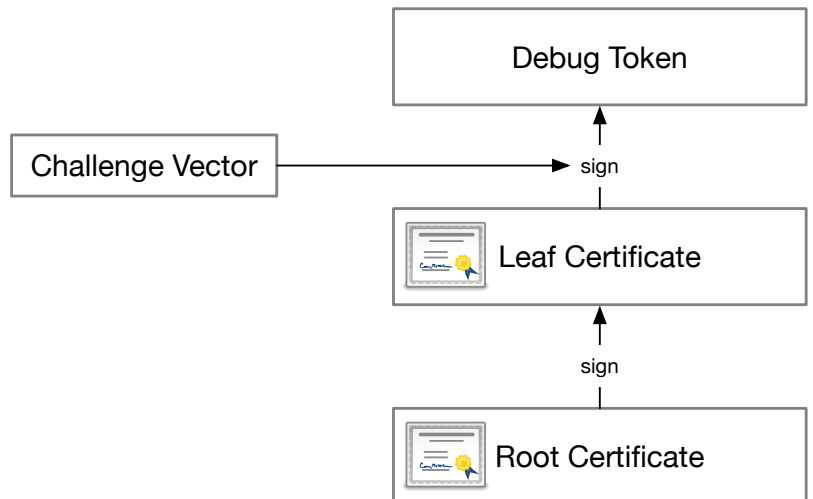 Debug Token
Challenge Vector
sign
Leaf Certificate
sign
Root Certificate